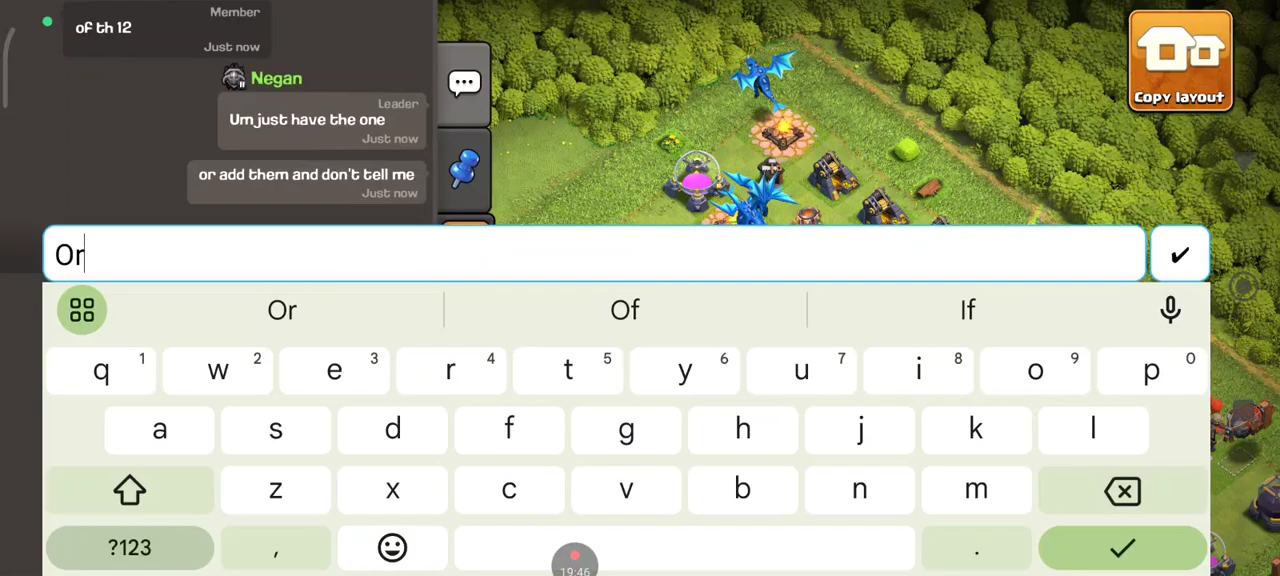 Member
of th 12
Just now
Negan
Leader
Um just have the one
Just now
or add them and don't tell me
Just now
Copy layout
Or
Or
Of
If
q 1 w 2 e 3 r 4 t 5 y 6 u 7 i 8 o 9 p 0
a s d f g h j k l
z x c v b n m
?123 , .
19:46